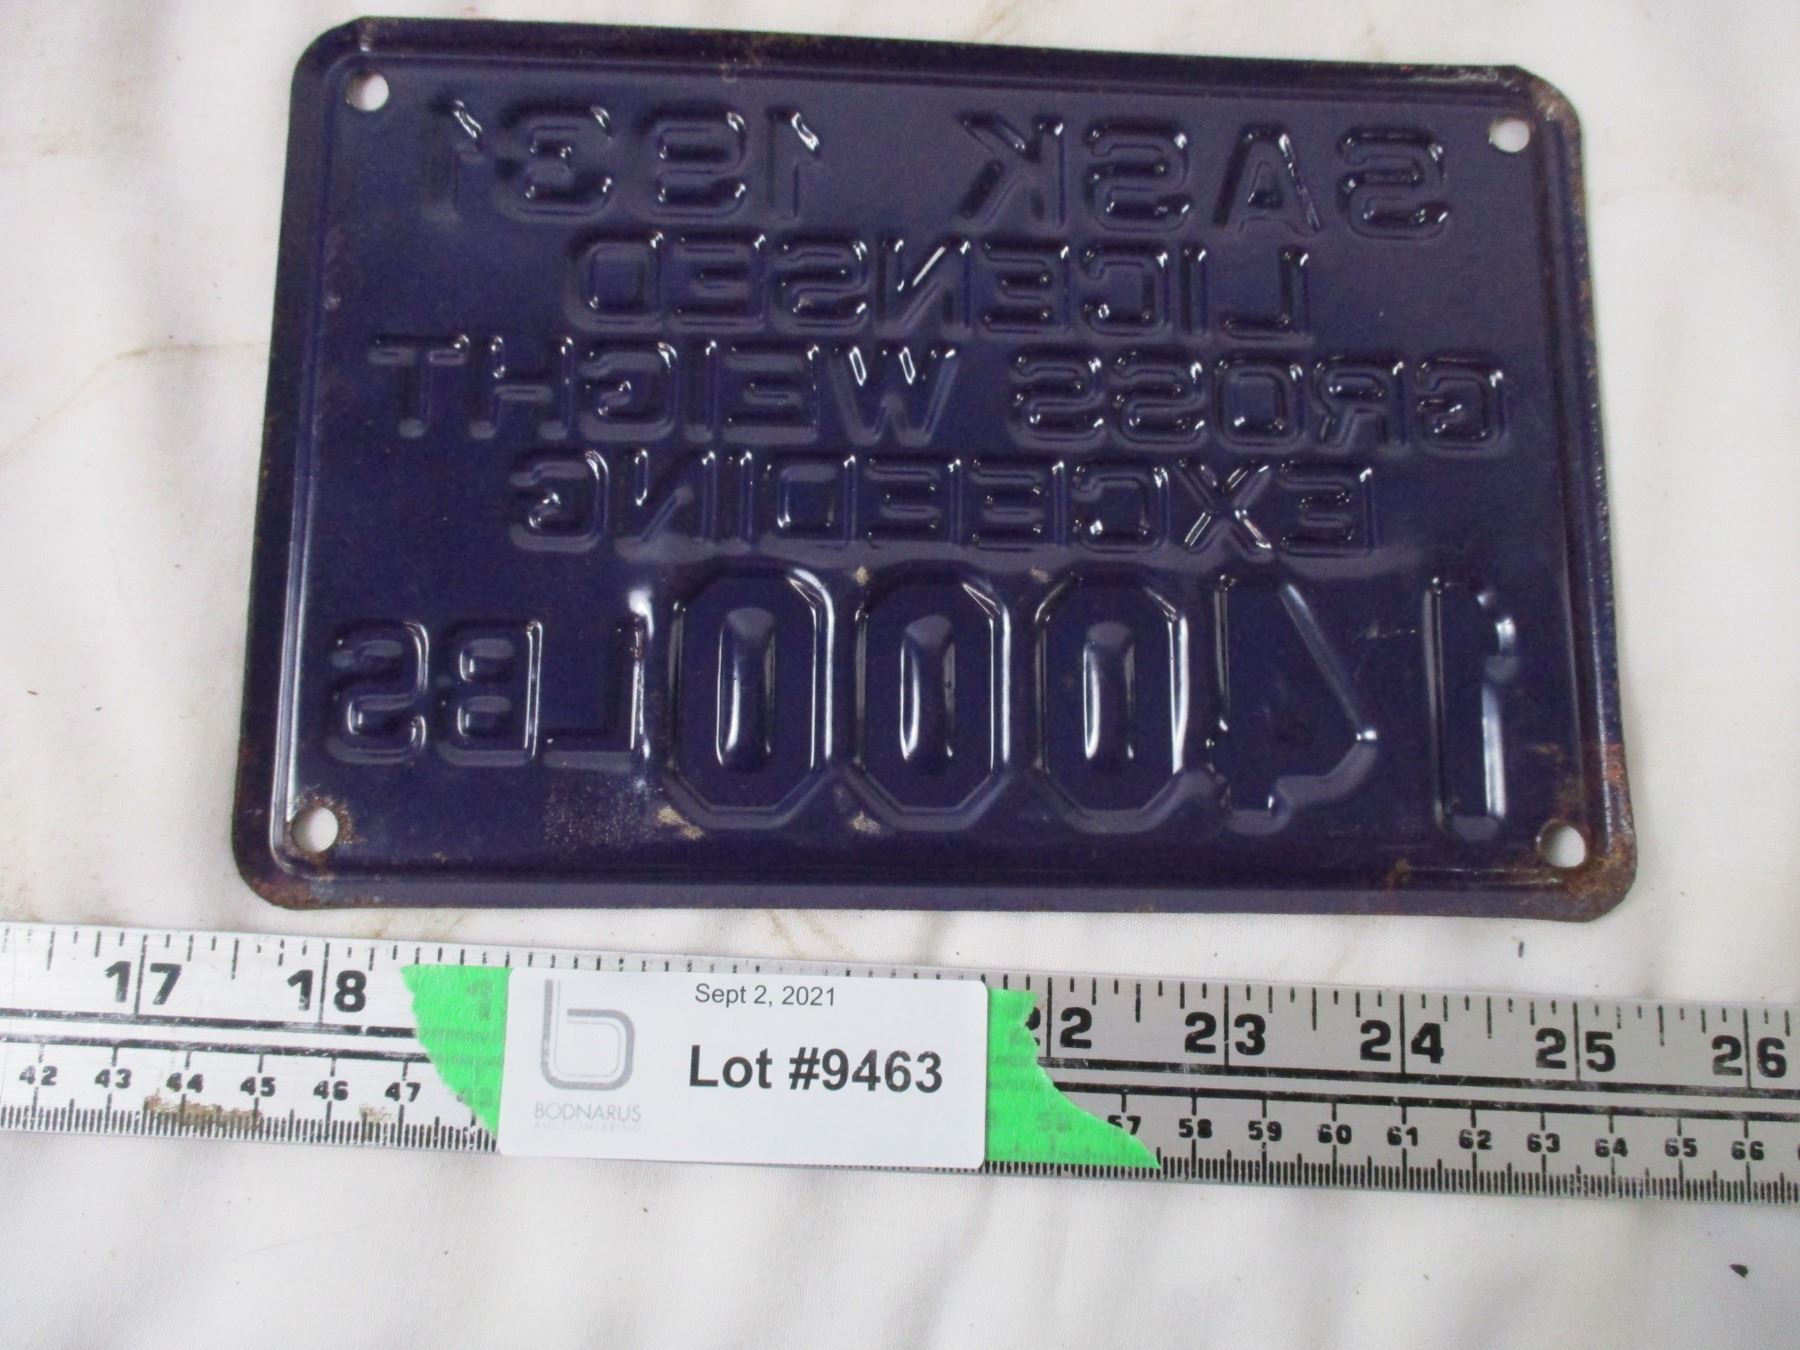 SASK 1931
LICENSED
GROSS WEIGHT
EXCEEDING
14000 LBS
17 18 22 23 24 25 26
42 43 44 45 46 47 57 58 59 60 61 62 63 64 65 66
Sept 2, 2021
Lot #9463
BODNARUS
AUCTIONEERING